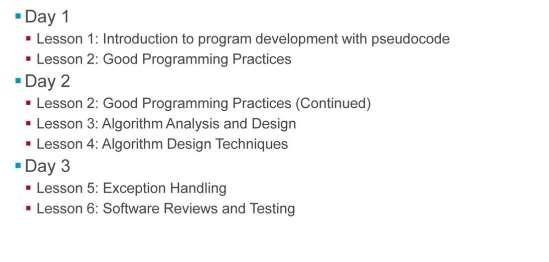 Day 1
Lesson 1: Introduction to program development with pseudocode
Lesson 2: Good Programming Practices
Day 2
Lesson 2: Good Programming Practices (Continued)
Lesson 3: Algorithm Analysis and Design
Lesson 4: Algorithm Design Techniques
Day 3
Lesson 5: Exception Handling
Lesson 6: Software Reviews and Testing